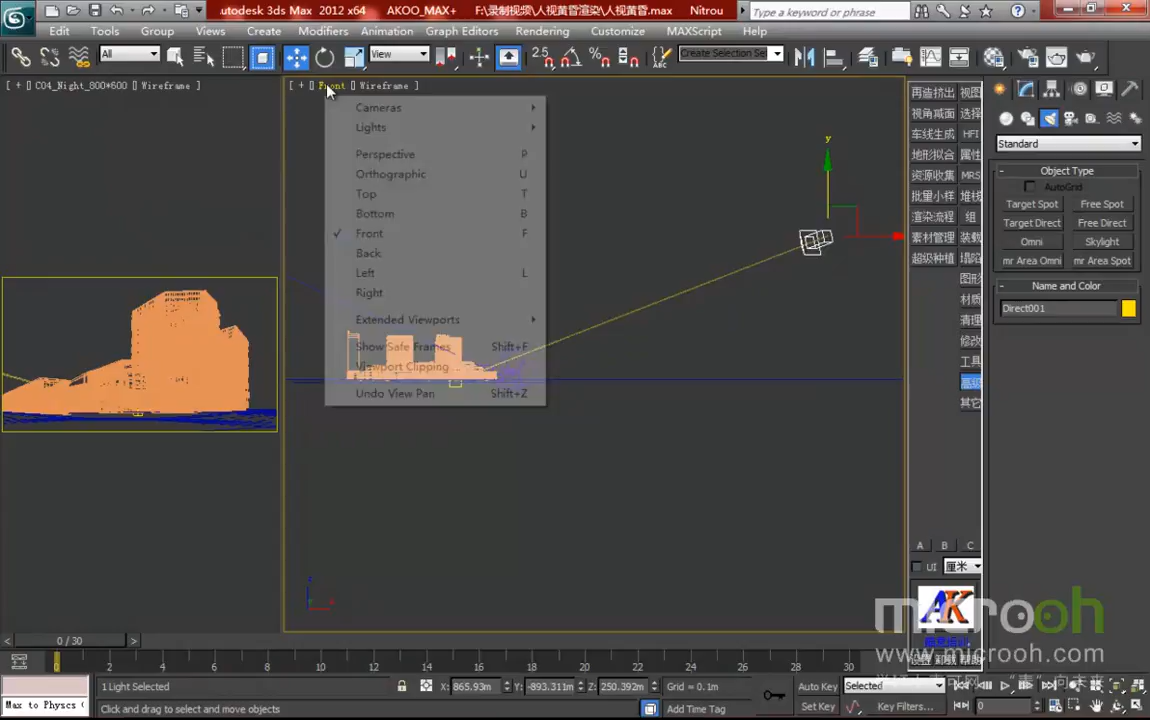 utodesk 3ds Max 2012 x64 AKOO_MAX+ F:\录制视频\人视黄昏渲染\人视黄昏.max Nitrou Type a keyword or phrase
Edit Tools Group Views Create Modifiers Animation Graph Editors Rendering Customize MAXScript Help
All View 2.5 Create Selection Sel
[ + [] C04_Night_800*600 [] Wireframe ]
[ + [] Front [] Wireframe ]
Cameras
Lights
Perspective P
Orthographic U
Top T
Bottom B
✓ Front F
Back
Left L
Right
Extended Viewports
Show Safe Frames Shift+F
Viewport Clipping
Undo View Pan Shift+Z
y
再造挤出 视图
视角减面 选择
车线生成 HFI
地形拟合 属性
资源收集 MRS
批量小样 堆栈
渲染流程 组
素材管理 装载
超级种植 塌陷
图形
材质
清理
修改
工具
其它
A B C
UI 厘米
AK
Standard
- Object Type
AutoGrid
Target Spot Free Spot
Target Direct Free Direct
Omni Skylight
mr Area Omni mr Area Spot
- Name and Color
Direct001
microoh
www.microoh.com
< 0 / 30 >
0 2 4 6 8 10 12 14 16 18 20 22 24 26 28 30
1 Light Selected X: 865.93m Y: -893.311m Z: 250.392m Grid = 0.1m Auto Key Selected
Max to Physics ( Click and drag to select and move objects Add Time Tag Set Key Key Filters... 0